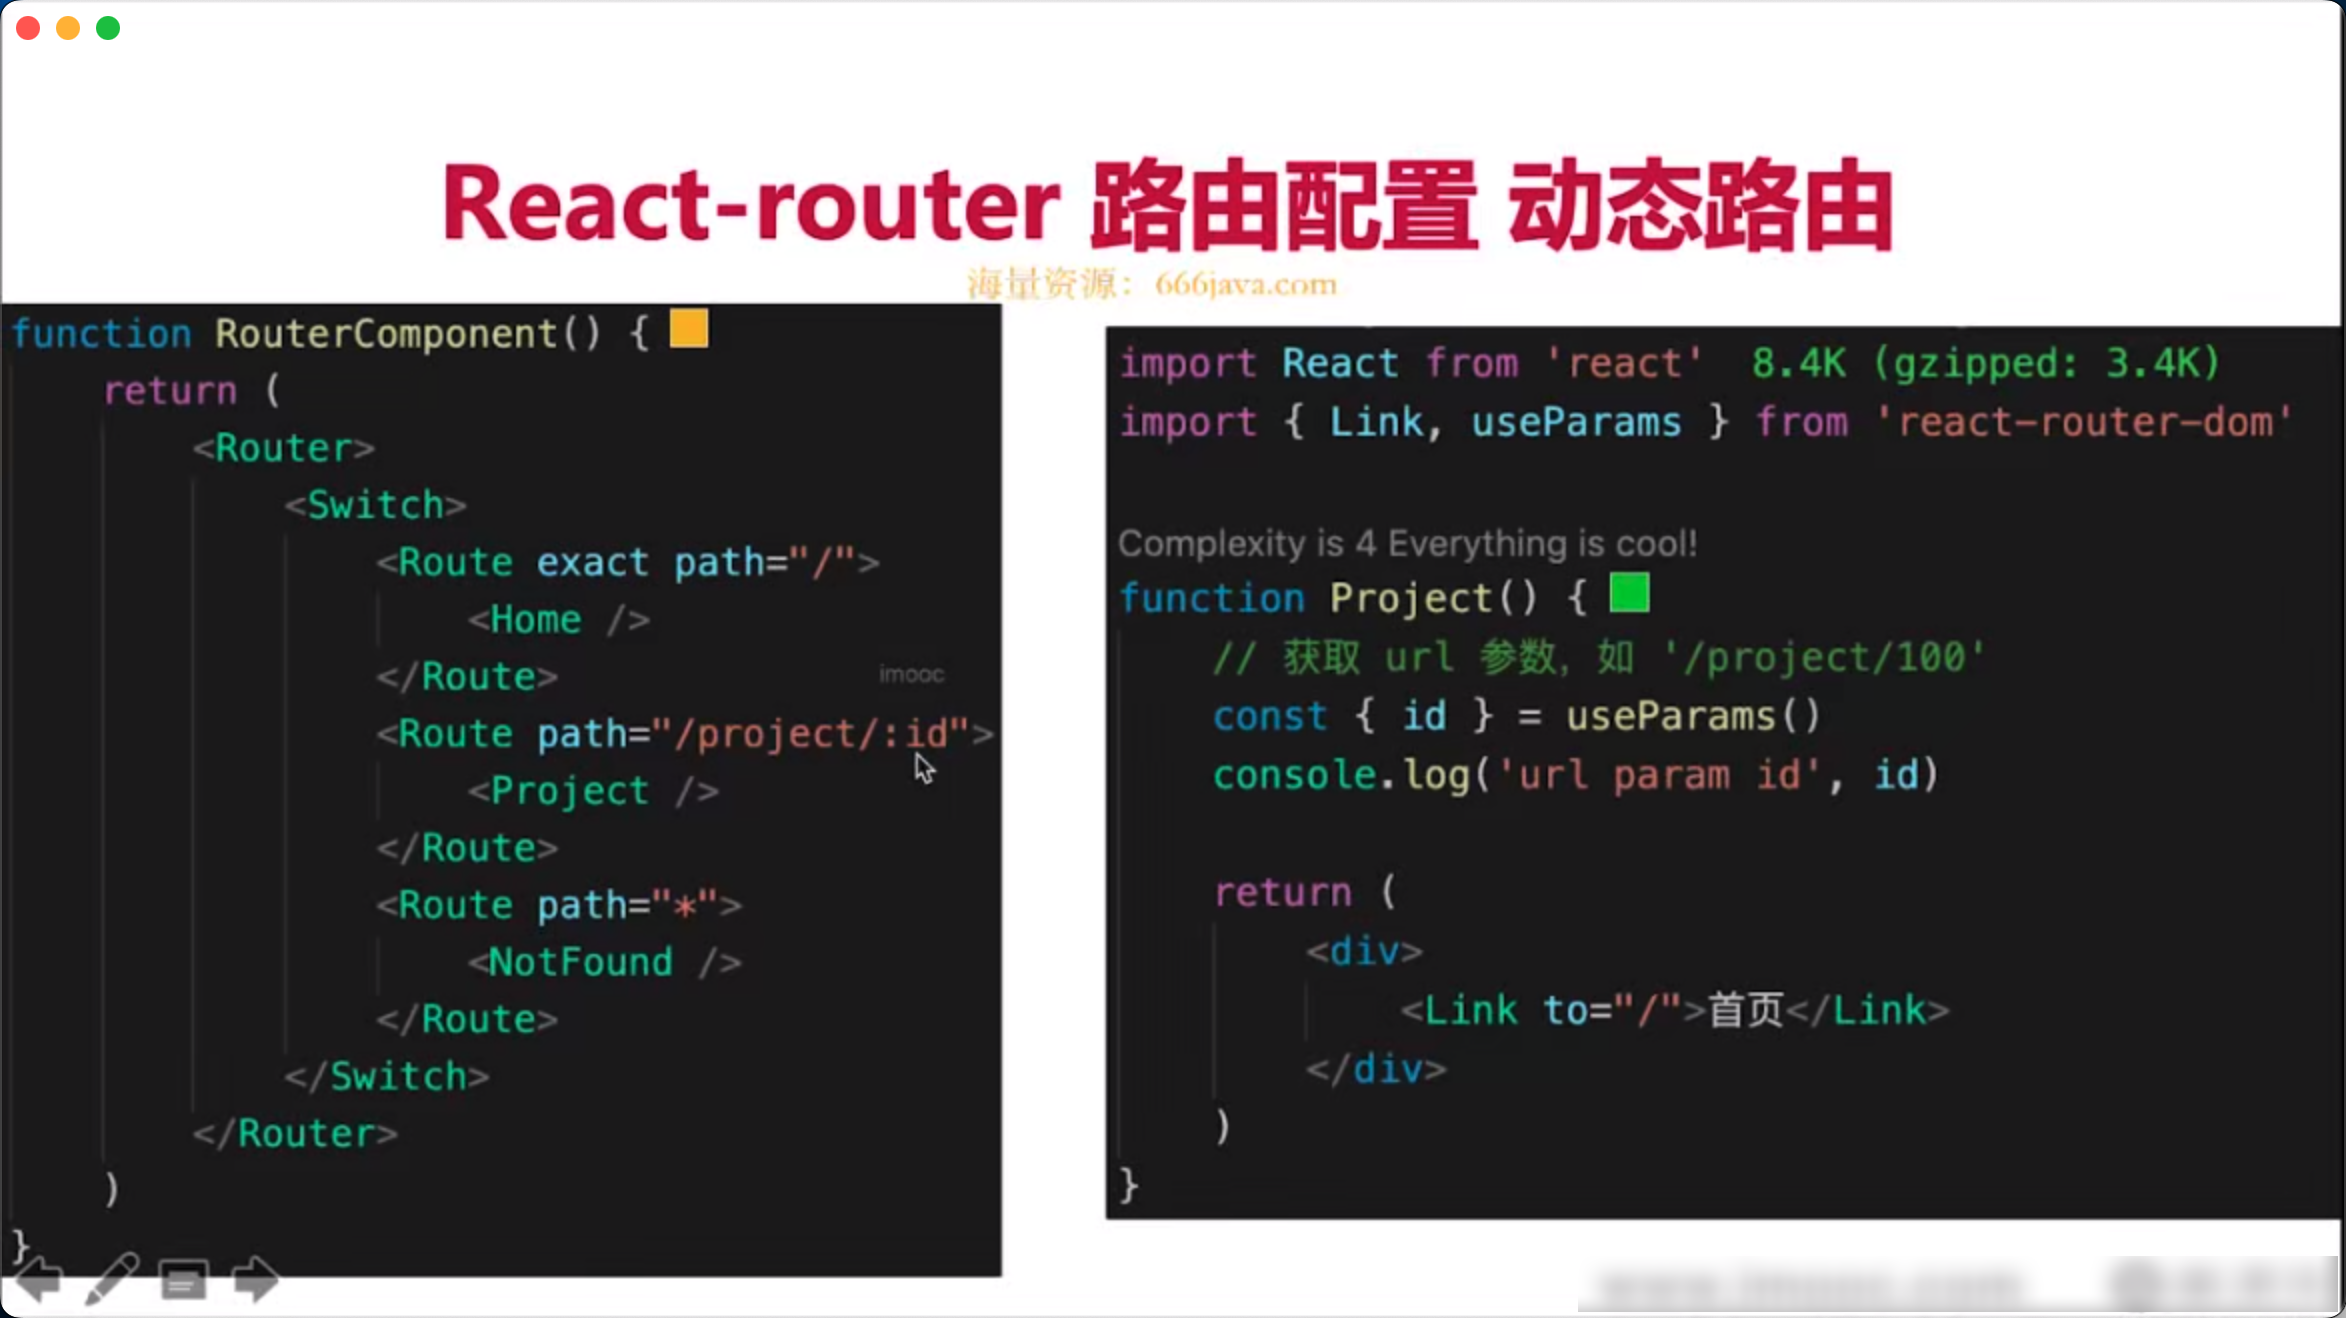 React-router 路由配置 动态路由
海量资源：666java.com
function RouterComponent() {
return (
<Router>
<Switch>
<Route exact path="/">
<Home />
</Route>
imooc
<Route path="/project/:id">
<Project />
</Route>
<Route path="*">
<NotFound />
</Route>
</Switch>
</Router>
)
}
import React from 'react' 8.4K (gzipped: 3.4K)
import { Link, useParams } from 'react-router-dom'
Complexity is 4 Everything is cool!
function Project() {
// 获取 url 参数，如 '/project/100'
const { id } = useParams()
console.log('url param id', id)
return (
<div>
<Link to="/">首页</Link>
</div>
)
}